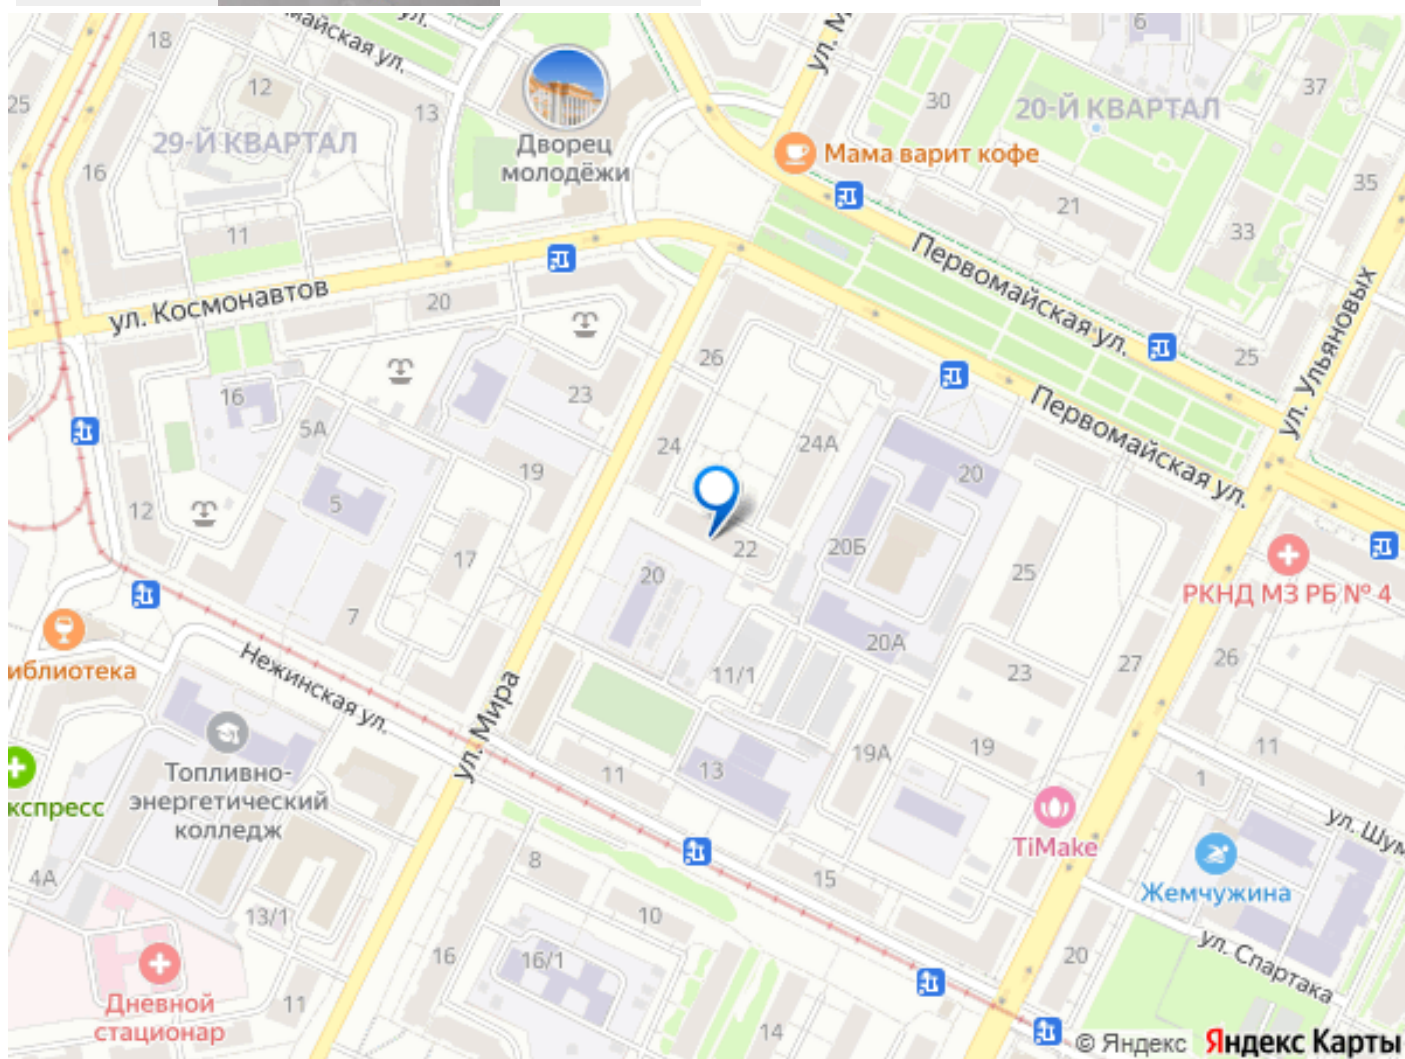 майская ул.
ул.
ул. М
18
12
25
29-Й КВАРТАЛ
13
16
11
Дворец
молодёжи
Мама варит кофе
30
20-Й КВАРТАЛ
6
37
35
21
33
Первомайская ул.
25
ул. Ульяновых
ул. Космонавтов
20
26
23
16
5А
24
24А
19
Первомайская ул.
20
12
5
17
22
20Б
25
20
7
20А
РКНД МЗ РБ № 4
иблиотека
Нежинская ул.
ул. Мира
11/1
23
27
26
Топливно-
энергетический
колледж
кспресс
11
13
19А
19
11
1
TiMake
ул. Шум
Жемчужина
4А
8
15
13/1
10
16
16/1
20
ул. Спартака
Дневной
стационар
11
14
© Яндекс Яндекс Карты